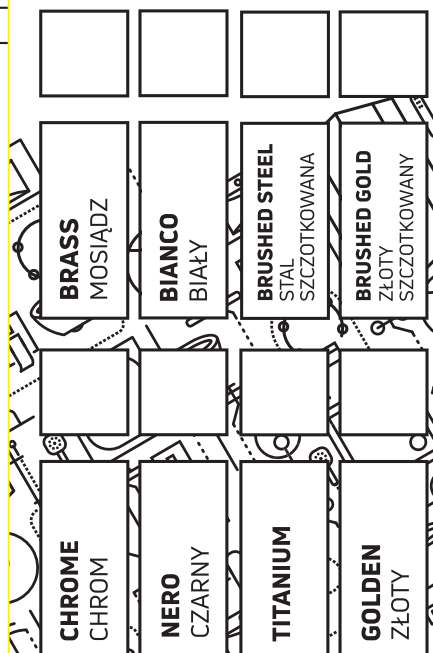 CHROME
CHROM
BRASS
MOSIĄDZ
NERO
CZARNY
BIANCO
BIAŁY
TITANIUM
BRUSHED STEEL
STAL
SZCZOTKOWANA
GOLDEN
ZŁOTY
BRUSHED GOLD
ZŁOTY
SZCZOTKOWANY